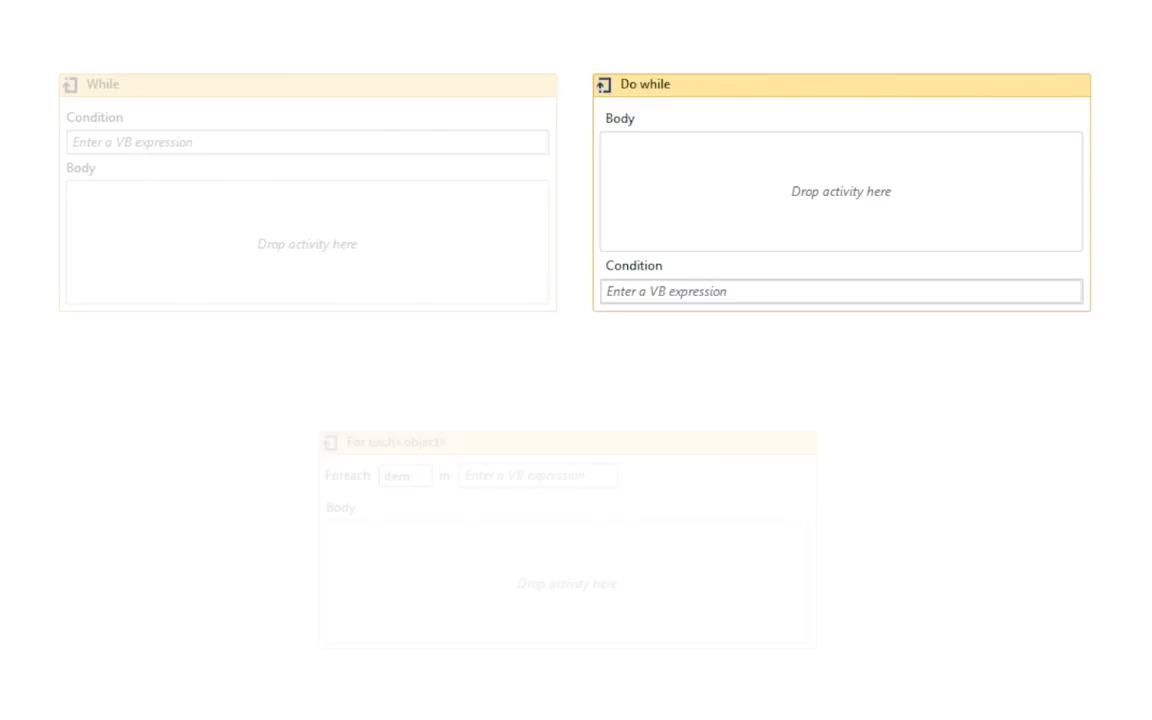 While
Condition
Enter a VB expression
Body
Drop activity here
Do while
Body
Drop activity here
Condition
Enter a VB expression
For each<object>
Foreach item in Enter a VB expression
Body
Drop activity here